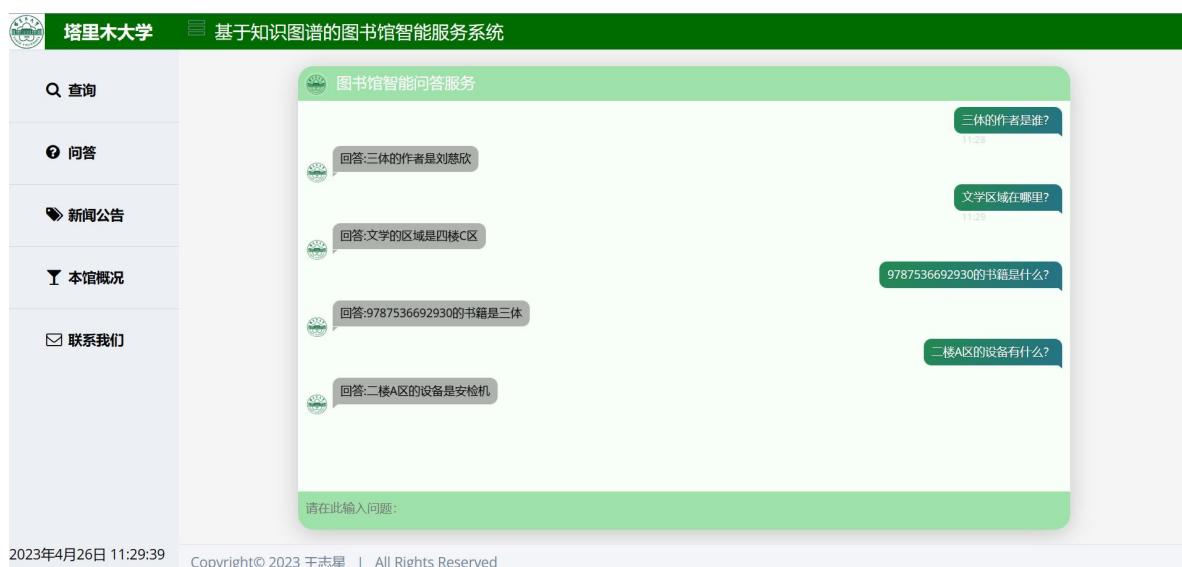 塔里木大学
基于知识图谱的图书馆智能服务系统
查询
问答
新闻公告
本馆概况
联系我们
图书馆智能问答服务
三体的作者是谁?
11:28
回答:三体的作者是刘慈欣
文学区域在哪里?
11:29
回答:文学的区域是四楼C区
9787536692930的书籍是什么?
回答:9787536692930的书籍是三体
二楼A区的设备有什么?
回答:二楼A区的设备是安检机
请在此输入问题:
2023年4月26日 11:29:39
Copyright© 2023 王志星 | All Rights Reserved